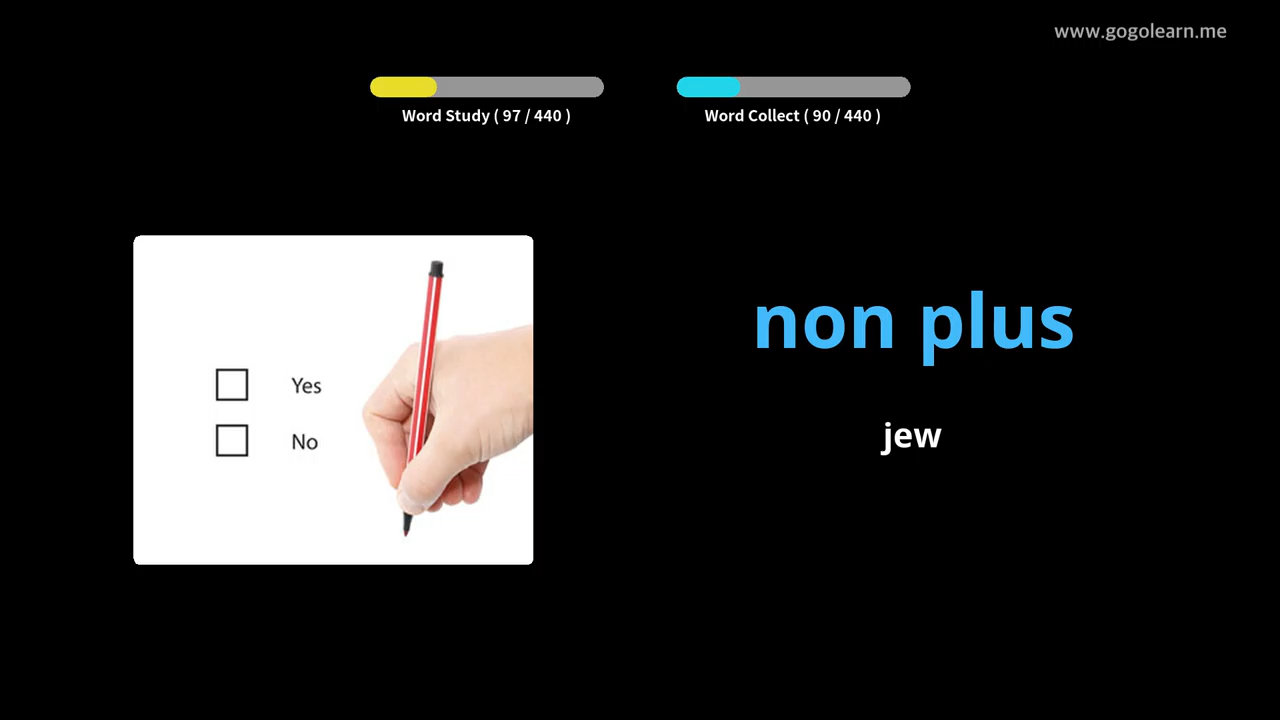 www.gogolearn.me
Word Study ( 97 / 440 )
Word Collect ( 90 / 440 )
Yes
No
non plus
jew